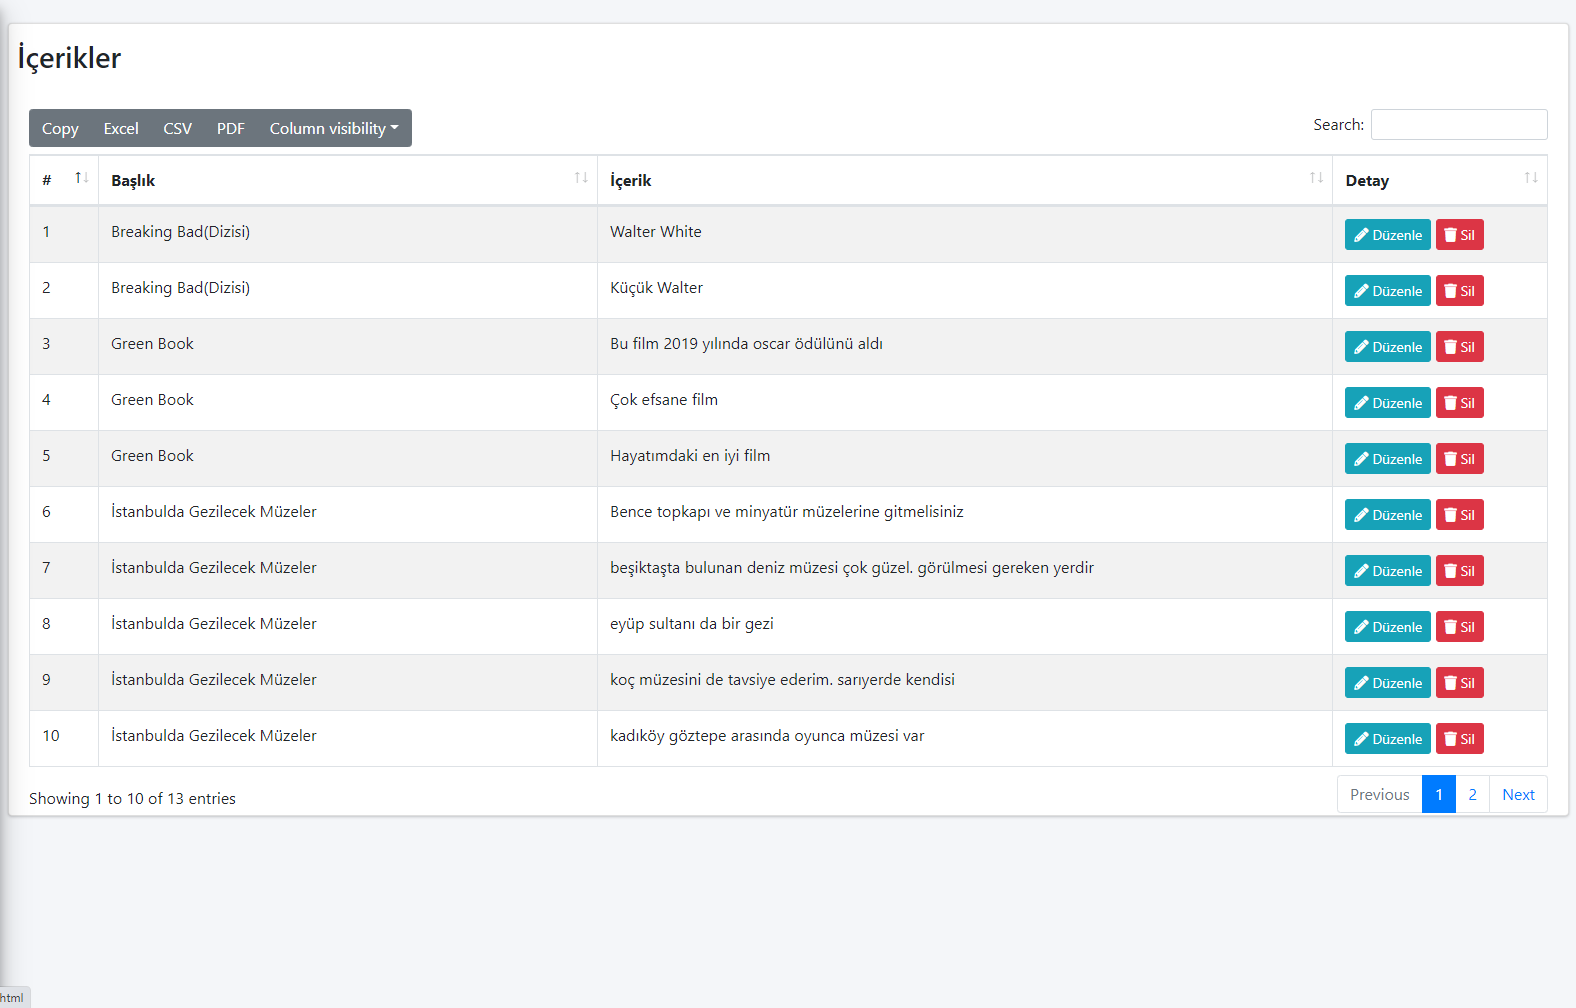 İçerikler
Copy Excel CSV PDF Column visibility
Search:
# Başlık İçerik Detay
1 Breaking Bad(Dizisi) Walter White Düzenle Sil
2 Breaking Bad(Dizisi) Küçük Walter Düzenle Sil
3 Green Book Bu film 2019 yılında oscar ödülünü aldı Düzenle Sil
4 Green Book Çok efsane film Düzenle Sil
5 Green Book Hayatımdaki en iyi film Düzenle Sil
6 İstanbulda Gezilecek Müzeler Bence topkapı ve minyatür müzelerine gitmelisiniz Düzenle Sil
7 İstanbulda Gezilecek Müzeler beşiktaşta bulunan deniz müzesi çok güzel. görülmesi gereken yerdir Düzenle Sil
8 İstanbulda Gezilecek Müzeler eyüp sultanı da bir gezi Düzenle Sil
9 İstanbulda Gezilecek Müzeler koç müzesini de tavsiye ederim. sarıyerde kendisi Düzenle Sil
10 İstanbulda Gezilecek Müzeler kadıköy göztepe arasında oyunca müzesi var Düzenle Sil
Showing 1 to 10 of 13 entries Previous 1 2 Next
html